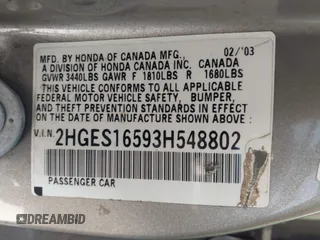 MFD. BY HONDA OF CANADA MFG., 02/'03
A DIVISION OF HONDA CANADA INC. CANADA
GVWR 3440LBS GAWR F 1810LBS R 1680LBS
THIS VEHICLE CONFORMS TO ALL APPLICABLE
FEDERAL MOTOR VEHICLE SAFETY, BUMPER,
AND THEFT PREVENTION STANDARDS IN EFFECT
ON THE DATE OF MANUFACTURE SHOWN ABOVE.
V.I.N. 2HGES16593H548802
PASSENGER CAR
DREAMBID